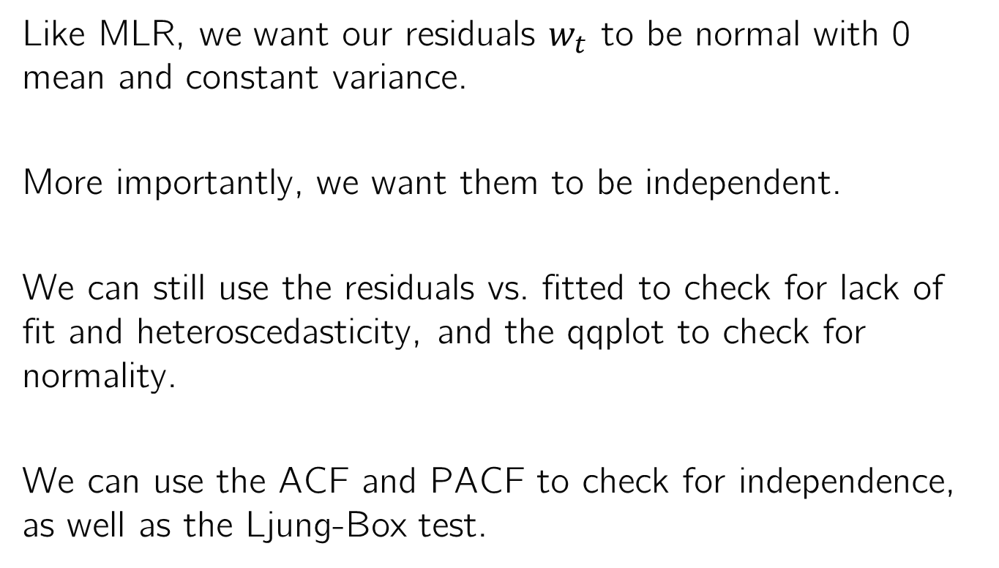 Like MLR, we want our residuals w_t to be normal with 0
mean and constant variance.
More importantly, we want them to be independent.
We can still use the residuals vs. fitted to check for lack of
fit and heteroscedasticity, and the qqplot to check for
normality.
We can use the ACF and PACF to check for independence,
as well as the Ljung-Box test.